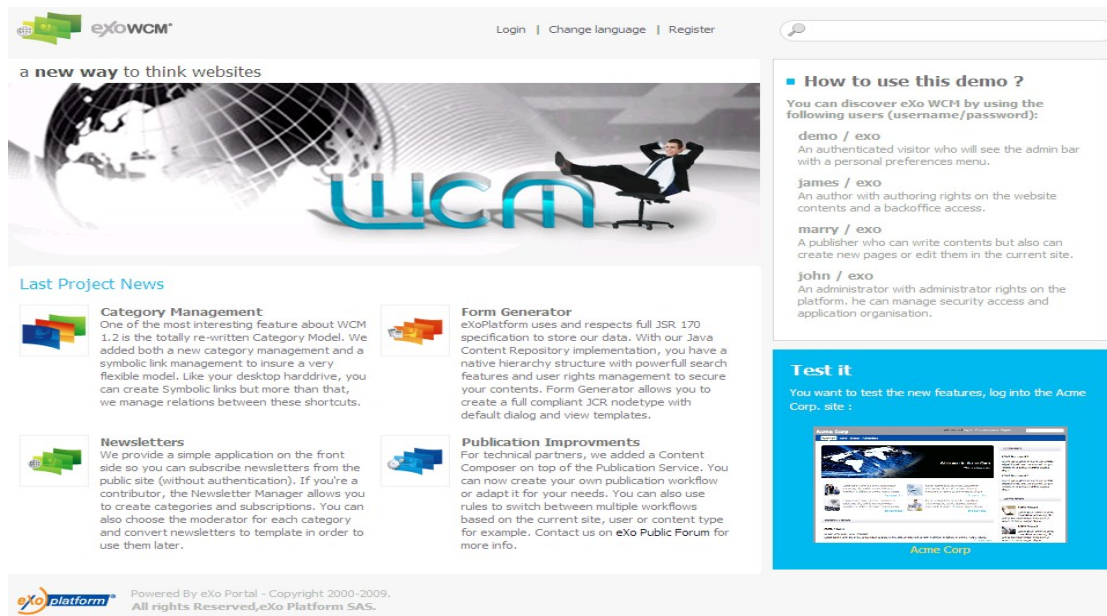 eXoWCM
Login | Change language | Register
a new way to think websites
WCM
Last Project News
Category Management
One of the most interesting feature about WCM
1.2 is the totally re-written Category Model. We
added both a new category management and a
symbolic link management to insure a very
flexible model. Like your desktop harddrive, you
can create Symbolic links but more than that,
we manage relations between these shortcuts.
Form Generator
eXoPlatform uses and respects full JSR 170
specification to store our data. With our Java
Content Repository implementation, you have a
native hierarchy structure with powerfull search
features and user rights management to secure
your contents. Form Generator allows you to
create a full compliant JCR nodetype with
default dialog and view templates.
Newsletters
We provide a simple application on the front
side so you can subscribe newsletters from the
public site (without authentication). If you're a
contributor, the Newsletter Manager allows you
to create categories and subscriptions. You can
also choose the moderator for each category
and convert newsletters to template in order to
use them later.
Publication Improvments
For technical partners, we added a Content
Composer on top of the Publication Service. You
can now create your own publication workflow
or adapt it for your needs. You can also use
rules to switch between multiple workflows
based on the current site, user or content type
for example. Contact us on eXo Public Forum for
more info.
How to use this demo ?
You can discover eXo WCM by using the
following users (username/password):
demo / exo
An authenticated visitor who will see the admin bar
with a personal preferences menu.
james / exo
An author with authoring rights on the website
contents and a backoffice access.
marry / exo
A publisher who can write contents but also can
create new pages or edit them in the current site.
john / exo
An administrator with administrator rights on the
platform. he can manage security access and
application organisation.
Test it
You want to test the new features, log into the Acme
Corp. site :
Acme Corp
Acme Corp
eXo platform
Powered By eXo Portal - Copyright 2000-2009.
All rights Reserved,eXo Platform SAS.